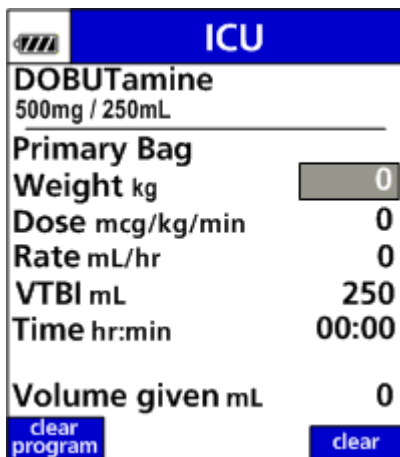 ICU
DOBUTamine
500mg / 250mL
Primary Bag
Weight kg 0
Dose mcg/kg/min 0
Rate mL/hr 0
VTBI mL 250
Time hr:min 00:00
Volume given mL 0
clear program clear